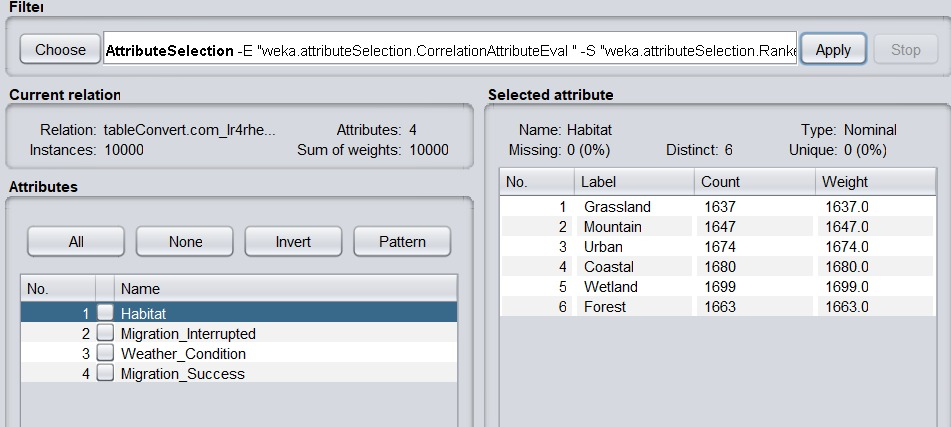 Filter
Choose AttributeSelection -E "weka.attributeSelection.CorrelationAttributeEval " -S "weka.attributeSelection.Ranke Apply Stop
Current relation
Relation: tableConvert.com_lr4rhe... Attributes: 4
Instances: 10000 Sum of weights: 10000
Attributes
All None Invert Pattern
No. Name
1 Habitat
2 Migration_Interrupted
3 Weather_Condition
4 Migration_Success
Selected attribute
Name: Habitat Type: Nominal
Missing: 0 (0%) Distinct: 6 Unique: 0 (0%)
No. Label Count Weight
1 Grassland 1637 1637.0
2 Mountain 1647 1647.0
3 Urban 1674 1674.0
4 Coastal 1680 1680.0
5 Wetland 1699 1699.0
6 Forest 1663 1663.0